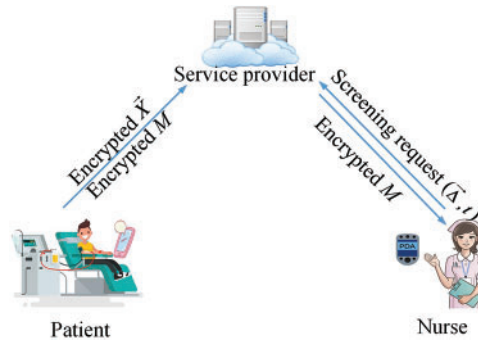 Service provider
Encrypted X⃗
Encrypted M
Screening request (Δ⃗, t)
Encrypted M
PDA
Patient
Nurse